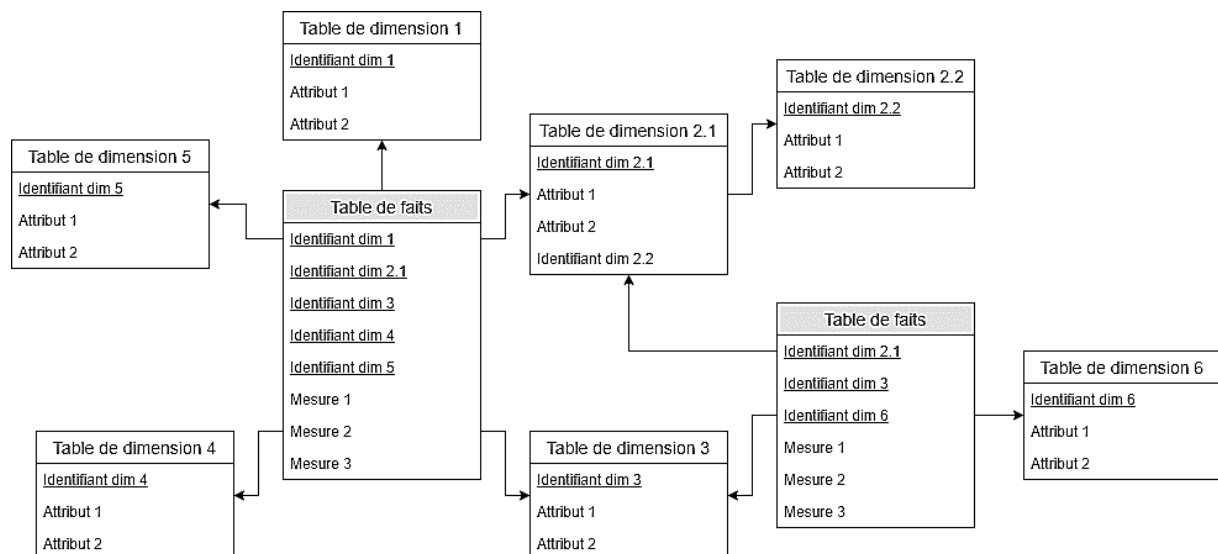 Table de dimension 1
Identifiant dim 1
Attribut 1
Attribut 2
Table de dimension 2.2
Identifiant dim 2.2
Attribut 1
Attribut 2
Table de dimension 2.1
Identifiant dim 2.1
Attribut 1
Attribut 2
Identifiant dim 2.2
Table de dimension 5
Identifiant dim 5
Attribut 1
Attribut 2
Table de faits
Identifiant dim 1
Identifiant dim 2.1
Identifiant dim 3
Identifiant dim 4
Identifiant dim 5
Mesure 1
Mesure 2
Mesure 3
Table de faits
Identifiant dim 2.1
Identifiant dim 3
Identifiant dim 6
Mesure 1
Mesure 2
Mesure 3
Table de dimension 6
Identifiant dim 6
Attribut 1
Attribut 2
Table de dimension 4
Identifiant dim 4
Attribut 1
Attribut 2
Table de dimension 3
Identifiant dim 3
Attribut 1
Attribut 2